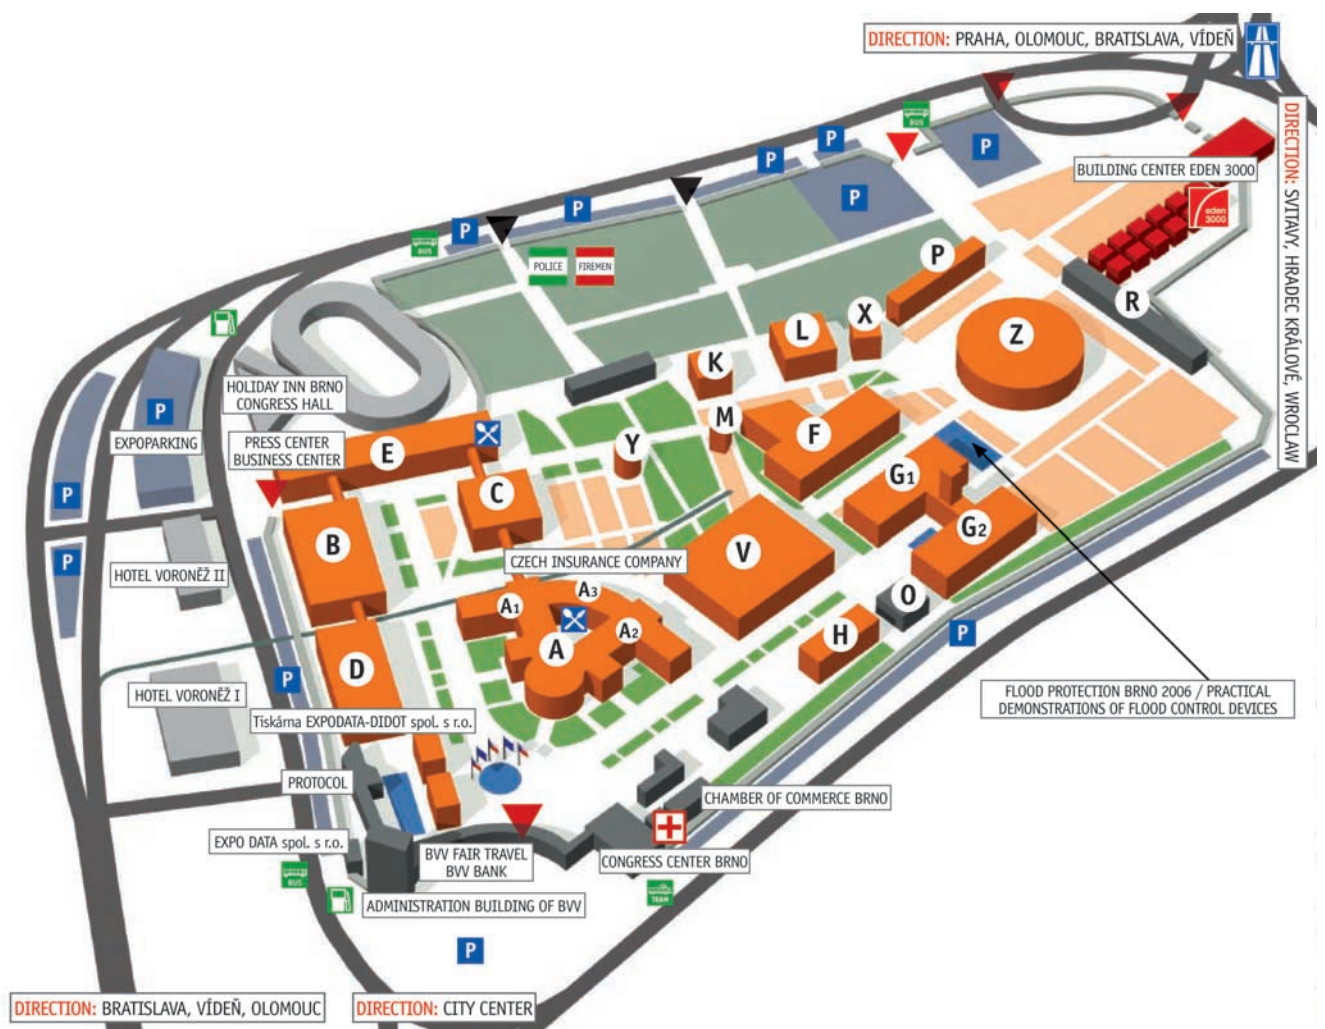 DIRECTION: PRAHA, OLOMOUC, BRATISLAVA, VÍDEŇ
DIRECTION: SVITAVY, HRADEC KRÁLOVÉ, WROCLAW
BUS
P
P
P
P
BUILDING CENTER EDEN 3000
eden
3000
P
P
BUS
POLICE
FIREMEN
P
R
X
L
Z
K
HOLIDAY INN BRNO
CONGRESS HALL
P
EXPOPARKING
PRESS CENTER
BUSINESS CENTER
E
M
F
Y
P
C
G1
B
V
G2
CZECH INSURANCE COMPANY
P
HOTEL VORONĚŽ II
A1
A3
O
A2
H
P
A
D
P
HOTEL VORONĚŽ I
FLOOD PROTECTION BRNO 2006 / PRACTICAL
DEMONSTRATIONS OF FLOOD CONTROL DEVICES
Tiskárna EXPODATA-DIDOT spol. s r.o.
PROTOCOL
CHAMBER OF COMMERCE BRNO
EXPO DATA spol. s r.o.
BVV FAIR TRAVEL
BVV BANK
CONGRESS CENTER BRNO
BUS
TRAM
ADMINISTRATION BUILDING OF BVV
P
DIRECTION: BRATISLAVA, VÍDEŇ, OLOMOUC
DIRECTION: CITY CENTER